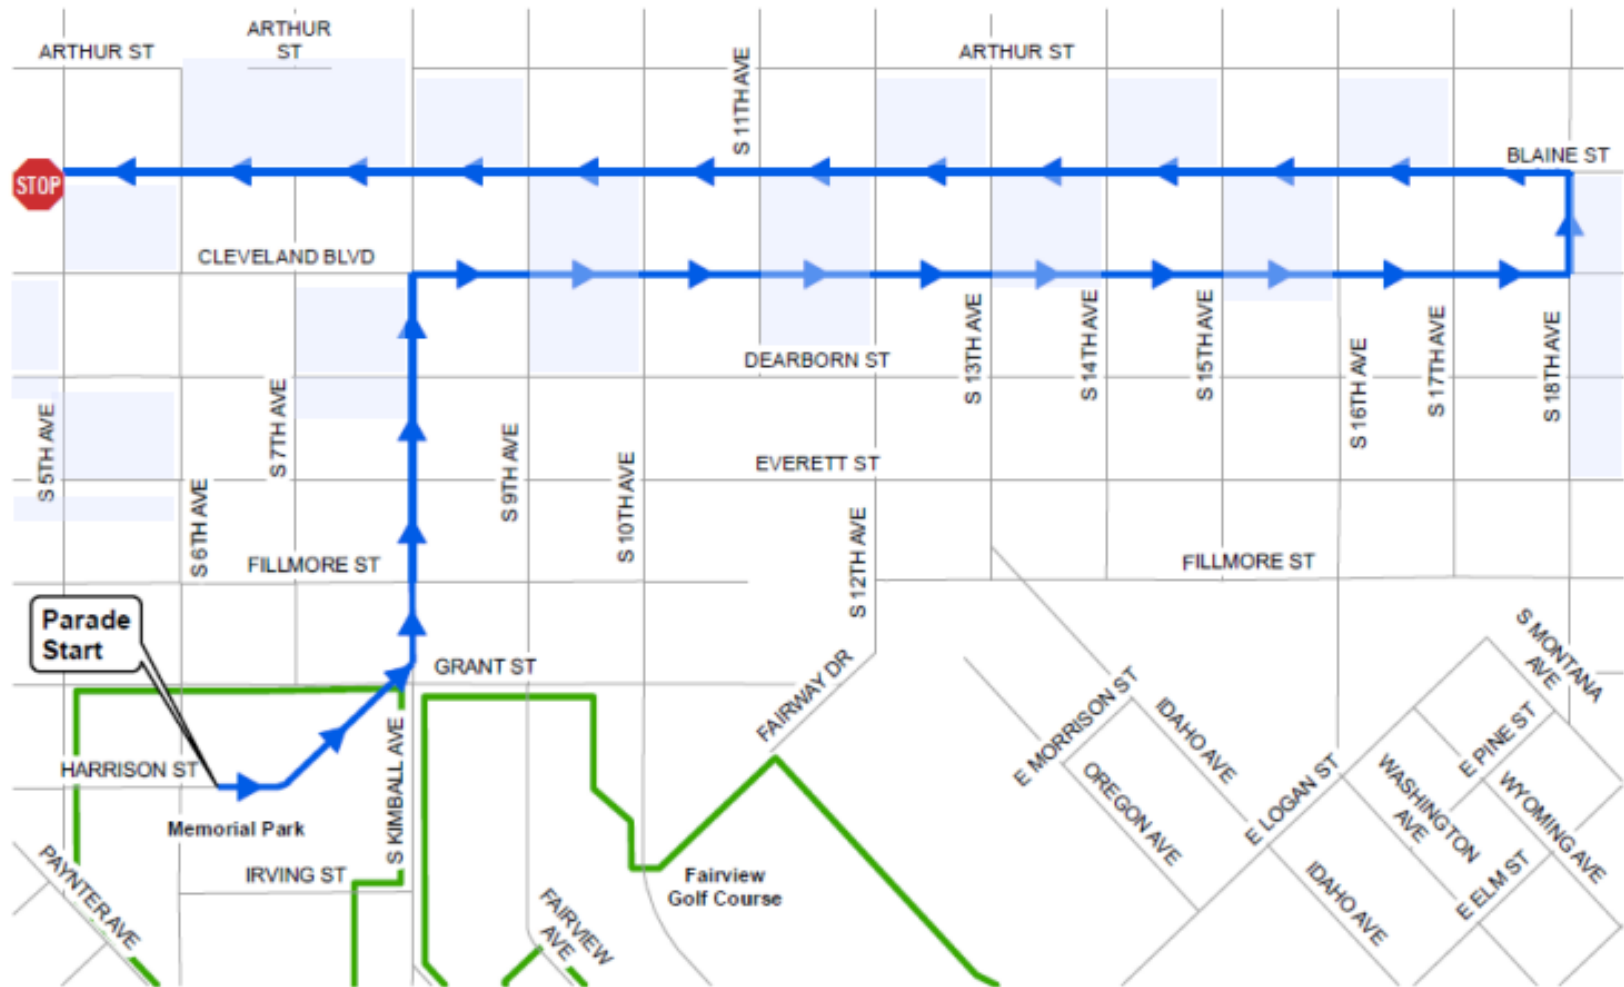 ARTHUR ST
ARTHUR
ST
ARTHUR ST
S 11TH AVE
BLAINE ST
STOP
CLEVELAND BLVD
DEARBORN ST
S 13TH AVE
S 14TH AVE
S 15TH AVE
S 16TH AVE
S 17TH AVE
S 18TH AVE
S 5TH AVE
S 7TH AVE
S 6TH AVE
S 9TH AVE
S 10TH AVE
EVERETT ST
S 12TH AVE
FILLMORE ST
FILLMORE ST
Parade
Start
GRANT ST
FAIRWAY DR
S MONTANA
AVE
HARRISON ST
S KIMBALL AVE
E MORRISON ST
IDAHO AVE
E PINE ST
OREGON AVE
E LOGAN ST
WASHINGTON
AVE
WYOMING AVE
Memorial Park
PAYNTER AVE
IRVING ST
Fairview
Golf Course
FAIRVIEW
AVE
IDAHO AVE
E ELM ST